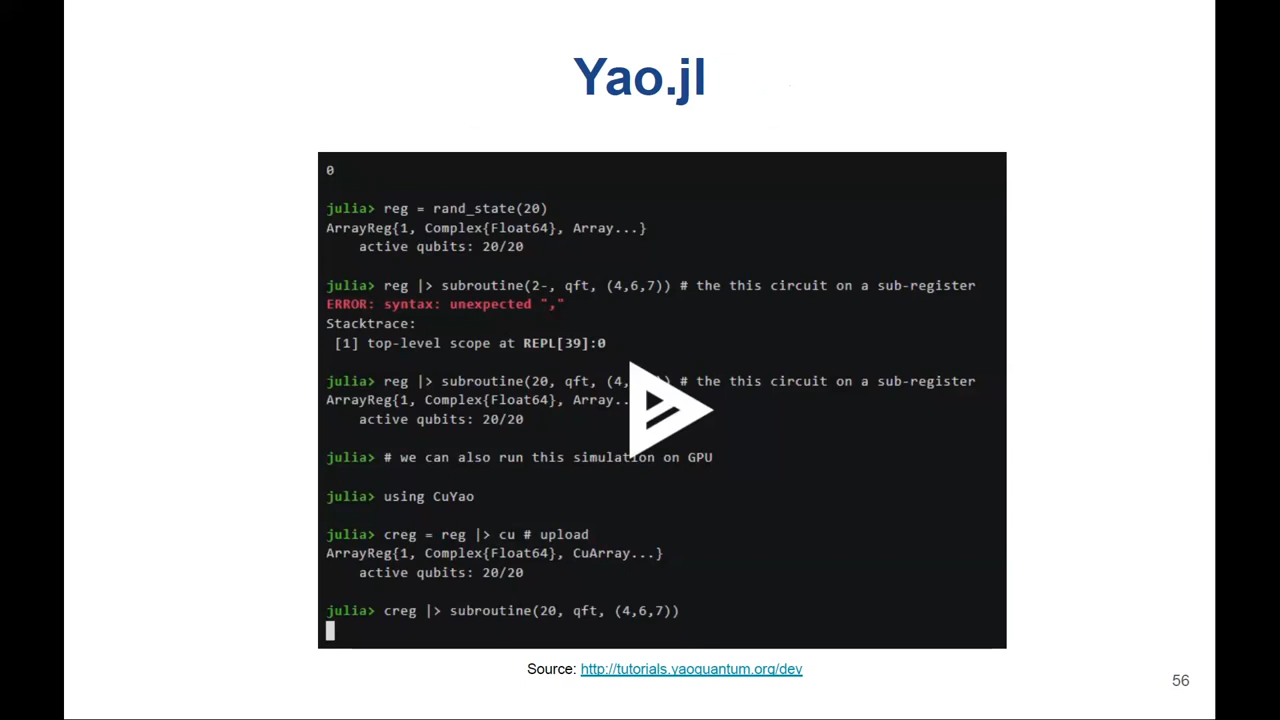 Yao.jl
0
julia> reg = rand_state(20)
ArrayReg{1, Complex{Float64}, Array...}
active qubits: 20/20
julia> reg |> subroutine(2-, qft, (4,6,7)) # the this circuit on a sub-register
ERROR: syntax: unexpected ","
Stacktrace:
[1] top-level scope at REPL[39]:0
julia> reg |> subroutine(20, qft, (4, ) # the this circuit on a sub-register
ArrayReg{1, Complex{Float64}, Array..
active qubits: 20/20
julia> # we can also run this simulation on GPU
julia> using CuYao
julia> creg = reg |> cu # upload
ArrayReg{1, Complex{Float64}, CuArray...}
active qubits: 20/20
julia> creg |> subroutine(20, qft, (4,6,7))
Source: http://tutorials.yaoquantum.org/dev
56